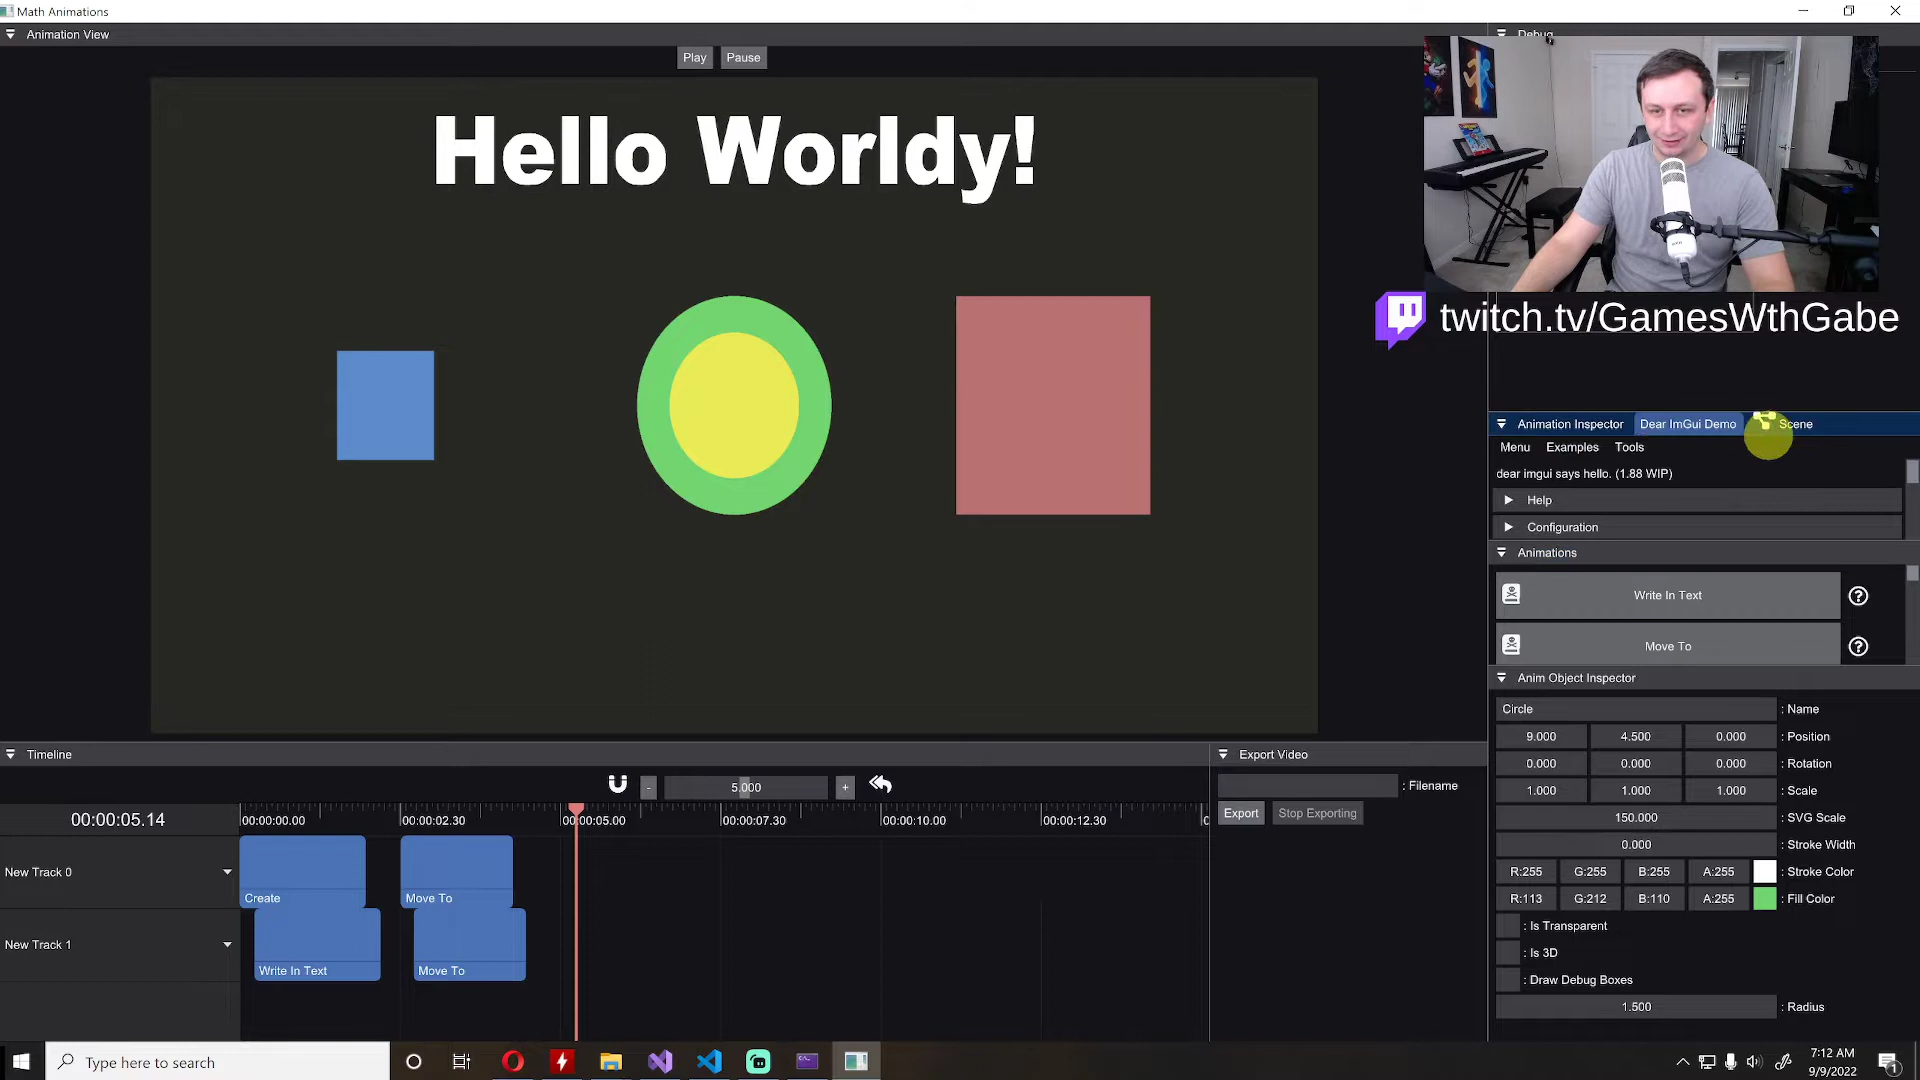 Math Animations
Animation View
Debug
Play Pause
Hello Worldy!
twitch.tv/GamesWthGabe
Animation Inspector Dear ImGui Demo Scene
Menu Examples Tools
dear imgui says hello. (1.88 WIP)
Help
Configuration
Animations
Write In Text
Move To
Anim Object Inspector
Circle : Name
9.000 4.500 0.000 : Position
0.000 0.000 0.000 : Rotation
1.000 1.000 1.000 : Scale
150.000 : SVG Scale
0.000 : Stroke Width
R:255 G:255 B:255 A:255 : Stroke Color
R:113 G:212 B:110 A:255 : Fill Color
: Is Transparent
: Is 3D
: Draw Debug Boxes
1.500 : Radius
Timeline
- 5.000 +
00:00:05.14
00:00:00.00 00:00:02.30 00:00:05.00 00:00:07.30 00:00:10.00 00:00:12.30
New Track 0
Create Move To
New Track 1
Write In Text Move To
Export Video
: Filename
Export Stop Exporting
Type here to search
7:12 AM
9/9/2022
1